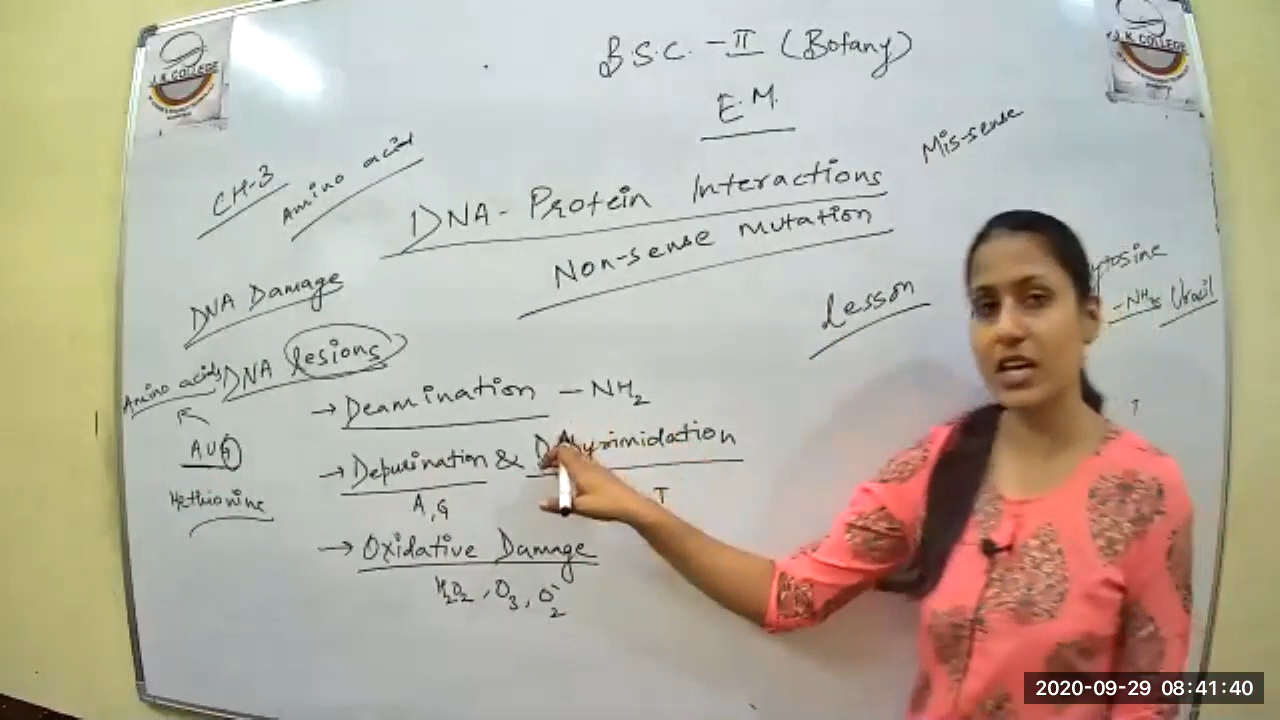 J.K COLLEGE
J.K COLLEGE
B.S.C. - II (Botany)
E.M.
Mis-sense
CH-3
Amino acid
DNA - Protein Interactions
Non-sense mutation
DNA Damage
Lesson
-NH2 Uracil
DNA lesions
Amino acids
AUG
Methionine
→ Deamination - NH2
→ Depurination &
A, G
T
→ Oxidative Damage
H2O2, O3, O2-
T
2020-09-29 08:41:40